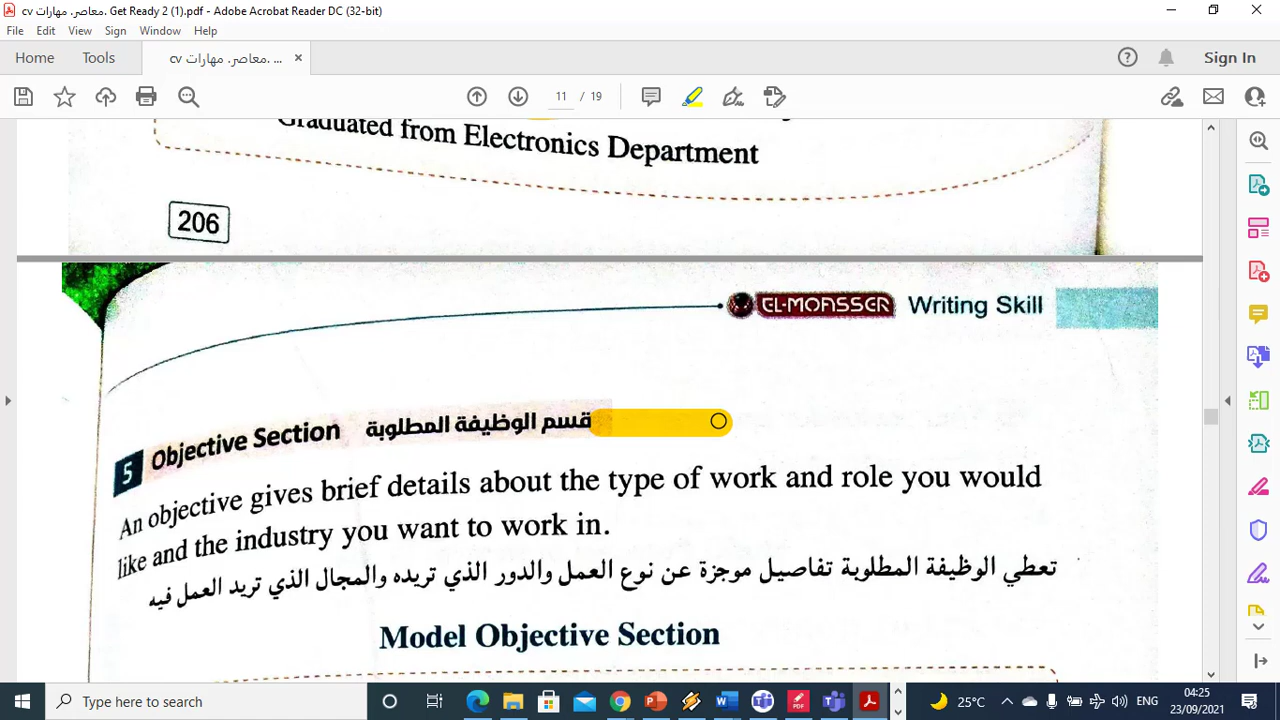 cv معاصر. مهارات. Get Ready 2 (1).pdf - Adobe Acrobat Reader DC (32-bit)
File Edit View Sign Window Help
Home Tools معاصر. مهارات cv ... Sign In
11 / 19
Graduated from Electronics Department
206
EL-MOASSER Writing Skill
5 Objective Section قسم الوظيفة المطلوبة
An objective gives brief details about the type of work and role you would
like and the industry you want to work in.
تعطي الوظيفة المطلوبة تفاصيل موجزة عن نوع العمل والدور الذي تريده والمجال الذي تريد العمل فيه
Model Objective Section
Type here to search
25°C ENG 04:25
23/09/2021